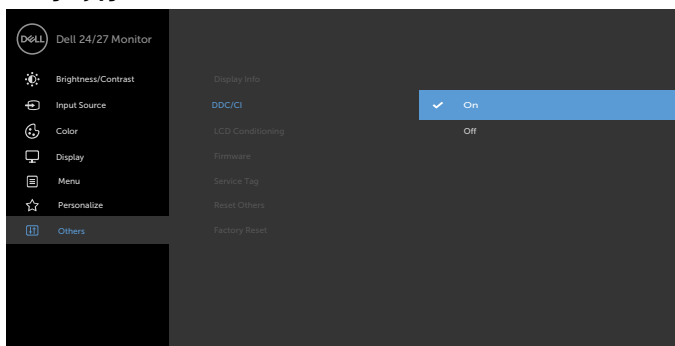 DELL Dell 24/27 Monitor
Brightness/Contrast
Input Source
Color
Display
Menu
Personalize
Others
Display Info
DDC/CI
LCD Conditioning
Firmware
Service Tag
Reset Others
Factory Reset
On
Off